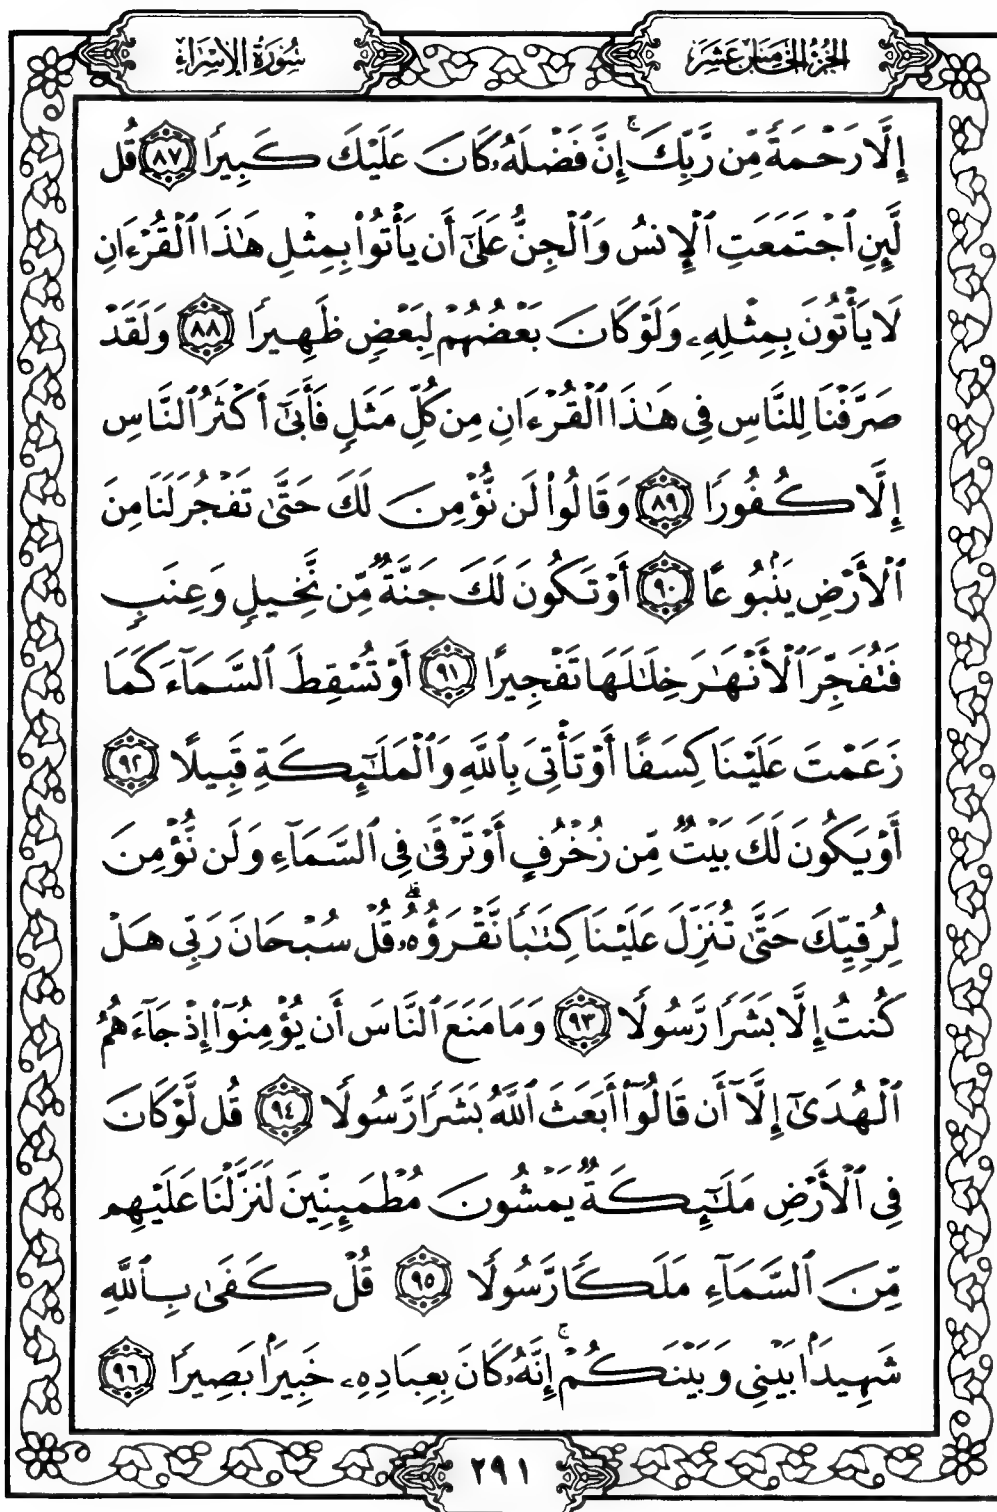 الجزء الخامس عشر
سورة الإسراء
إِلَّا رَحْمَةً مِّن رَّبِّكَ ۚ إِنَّ فَضْلَهُۥ كَانَ عَلَيْكَ كَبِيرًا ٨٧ قُل
لَّئِنِ ٱجْتَمَعَتِ ٱلْإِنسُ وَٱلْجِنُّ عَلَىٰٓ أَن يَأْتُوا۟ بِمِثْلِ هَٰذَا ٱلْقُرْءَانِ
لَا يَأْتُونَ بِمِثْلِهِۦ وَلَوْ كَانَ بَعْضُهُمْ لِبَعْضٍ ظَهِيرًا ٨٨ وَلَقَدْ
صَرَّفْنَا لِلنَّاسِ فِى هَٰذَا ٱلْقُرْءَانِ مِن كُلِّ مَثَلٍ فَأَبَىٰٓ أَكْثَرُ ٱلنَّاسِ
إِلَّا كُفُورًا ٨٩ وَقَالُوا۟ لَن نُّؤْمِنَ لَكَ حَتَّىٰ تَفْجُرَ لَنَا مِنَ
ٱلْأَرْضِ يَنۢبُوعًا ٩٠ أَوْ تَكُونَ لَكَ جَنَّةٌ مِّن نَّخِيلٍ وَعِنَبٍ
فَتُفَجِّرَ ٱلْأَنْهَٰرَ خِلَٰلَهَا تَفْجِيرًا ٩١ أَوْ تُسْقِطَ ٱلسَّمَآءَ كَمَا
زَعَمْتَ عَلَيْنَا كِسَفًا أَوْ تَأْتِىَ بِٱللَّهِ وَٱلْمَلَٰٓئِكَةِ قَبِيلًا ٩٢
أَوْ يَكُونَ لَكَ بَيْتٌ مِّن زُخْرُفٍ أَوْ تَرْقَىٰ فِى ٱلسَّمَآءِ وَلَن نُّؤْمِنَ
لِرُقِيِّكَ حَتَّىٰ تُنَزِّلَ عَلَيْنَا كِتَٰبًا نَّقْرَؤُهُۥ ۗ قُلْ سُبْحَانَ رَبِّى هَلْ
كُنتُ إِلَّا بَشَرًا رَّسُولًا ٩٣ وَمَا مَنَعَ ٱلنَّاسَ أَن يُؤْمِنُوٓا۟ إِذْ جَآءَهُمُ
ٱلْهُدَىٰٓ إِلَّآ أَن قَالُوٓا۟ أَبَعَثَ ٱللَّهُ بَشَرًا رَّسُولًا ٩٤ قُل لَّوْ كَانَ
فِى ٱلْأَرْضِ مَلَٰٓئِكَةٌ يَمْشُونَ مُطْمَئِنِّينَ لَنَزَّلْنَا عَلَيْهِم
مِّنَ ٱلسَّمَآءِ مَلَكًا رَّسُولًا ٩٥ قُلْ كَفَىٰ بِٱللَّهِ
شَهِيدًۢا بَيْنِى وَبَيْنَكُمْ ۚ إِنَّهُۥ كَانَ بِعِبَادِهِۦ خَبِيرًۢا بَصِيرًا ٩٦
٢٩١